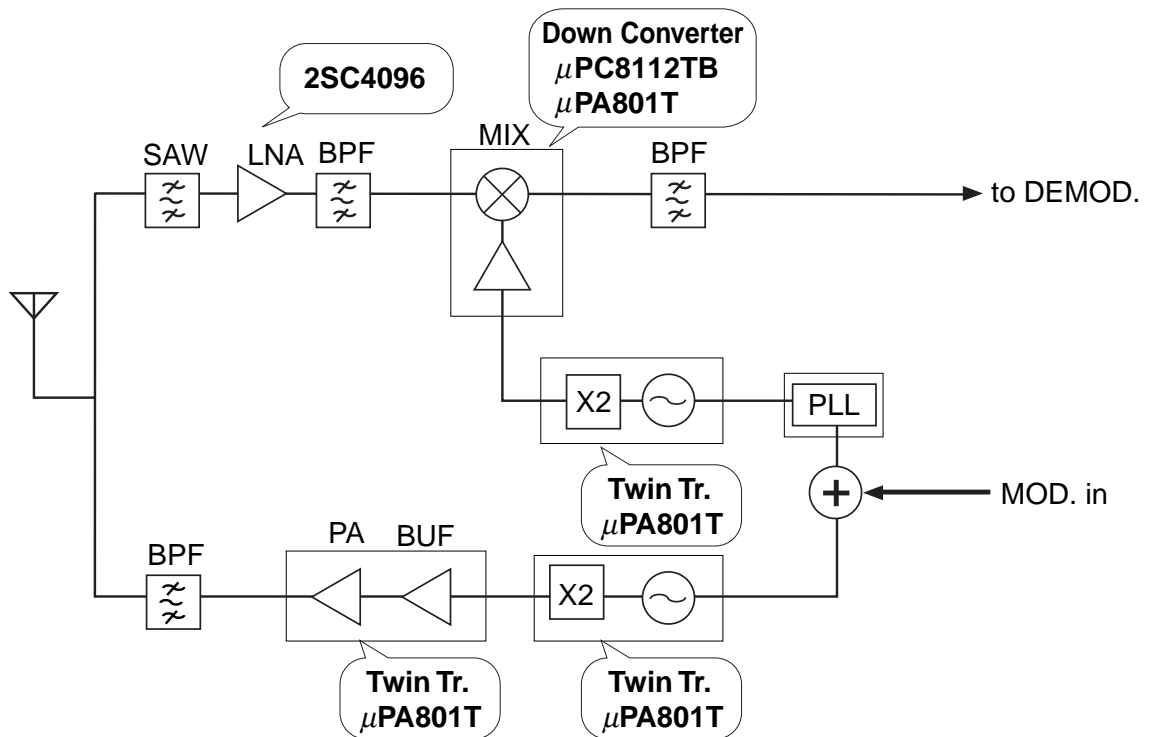 Down Converter
μPC8112TB
μPA801T
2SC4096
SAW
LNA
BPF
MIX
BPF
to DEMOD.
X2
PLL
Twin Tr.
μPA801T
MOD. in
PA
BUF
BPF
X2
Twin Tr.
μPA801T
Twin Tr.
μPA801T